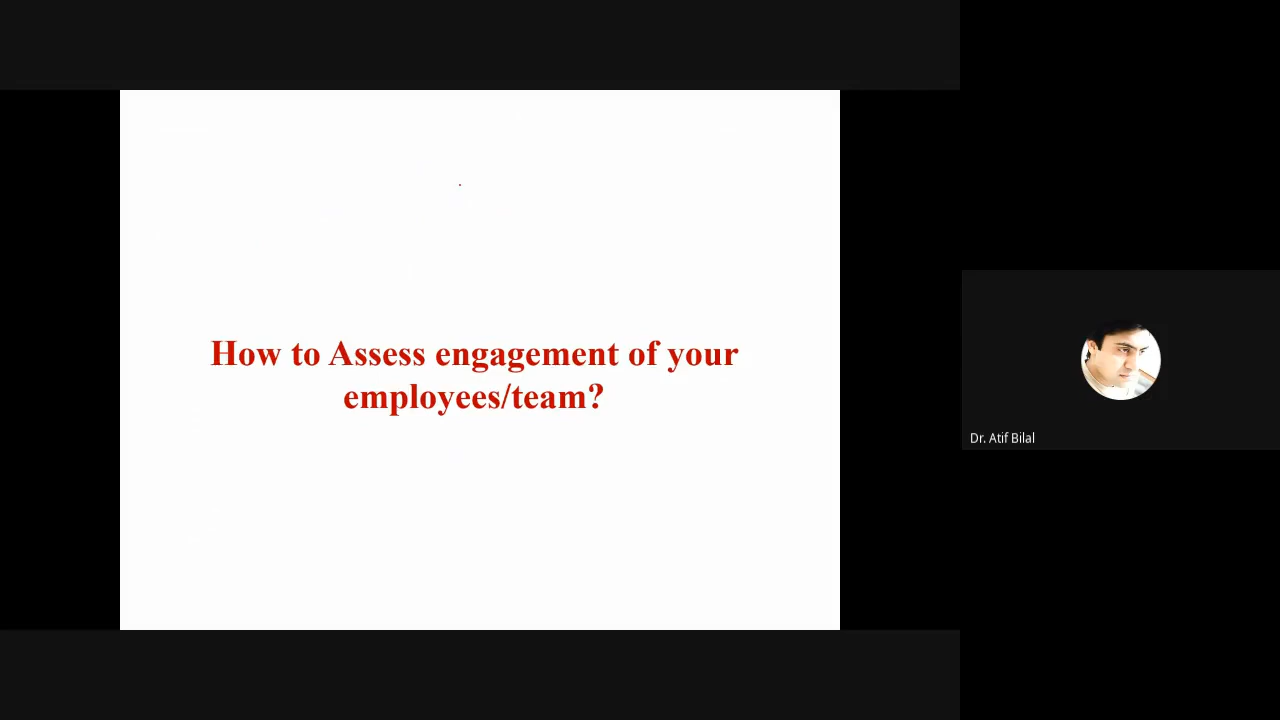 How to Assess engagement of your
employees/team?
Dr. Atif Bilal